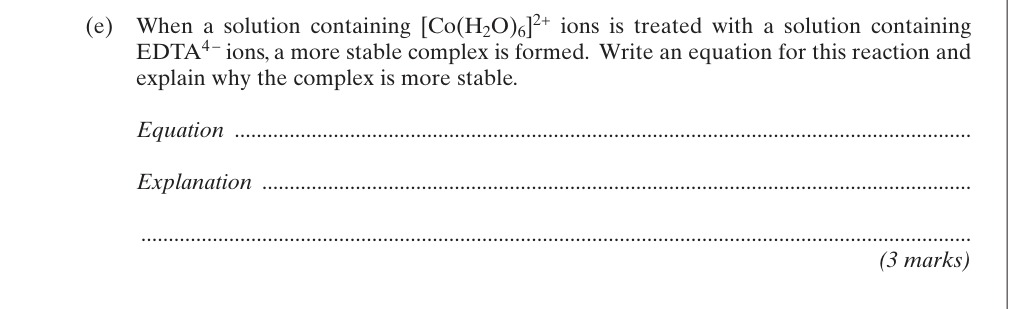 (e) When a solution containing [Co(H₂O)₆]²⁺ ions is treated with a solution containing
EDTA⁴⁻ ions, a more stable complex is formed. Write an equation for this reaction and
explain why the complex is more stable.
Equation ..........................................................................................................................................
Explanation .....................................................................................................................................
............................................................................................................................................................
(3 marks)